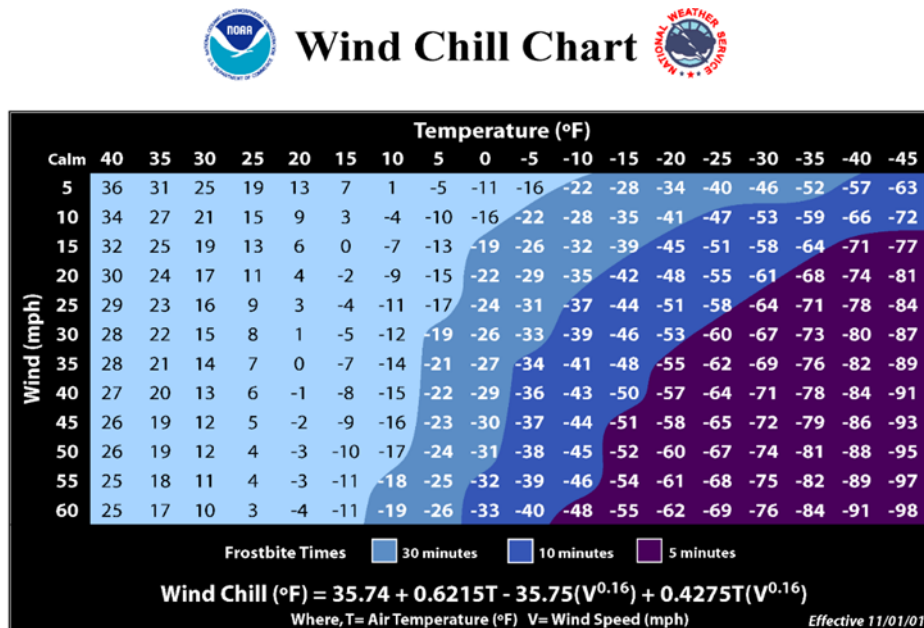 NOAA
Wind Chill Chart
NATIONAL WEATHER SERVICE
Temperature (ºF)
Calm 40 35 30 25 20 15 10 5 0 -5 -10 -15 -20 -25 -30 -35 -40 -45
Wind (mph)
5 36 31 25 19 13 7 1 -5 -11 -16 -22 -28 -34 -40 -46 -52 -57 -63
10 34 27 21 15 9 3 -4 -10 -16 -22 -28 -35 -41 -47 -53 -59 -66 -72
15 32 25 19 13 6 0 -7 -13 -19 -26 -32 -39 -45 -51 -58 -64 -71 -77
20 30 24 17 11 4 -2 -9 -15 -22 -29 -35 -42 -48 -55 -61 -68 -74 -81
25 29 23 16 9 3 -4 -11 -17 -24 -31 -37 -44 -51 -58 -64 -71 -78 -84
30 28 22 15 8 1 -5 -12 -19 -26 -33 -39 -46 -53 -60 -67 -73 -80 -87
35 28 21 14 7 0 -7 -14 -21 -27 -34 -41 -48 -55 -62 -69 -76 -82 -89
40 27 20 13 6 -1 -8 -15 -22 -29 -36 -43 -50 -57 -64 -71 -78 -84 -91
45 26 19 12 5 -2 -9 -16 -23 -30 -37 -44 -51 -58 -65 -72 -79 -86 -93
50 26 19 12 4 -3 -10 -17 -24 -31 -38 -45 -52 -60 -67 -74 -81 -88 -95
55 25 18 11 4 -3 -11 -18 -25 -32 -39 -46 -54 -61 -68 -75 -82 -89 -97
60 25 17 10 3 -4 -11 -19 -26 -33 -40 -48 -55 -62 -69 -76 -84 -91 -98
Frostbite Times 30 minutes 10 minutes 5 minutes
Wind Chill (ºF) = 35.74 + 0.6215T - 35.75(V^0.16) + 0.4275T(V^0.16)
Where, T= Air Temperature (ºF) V= Wind Speed (mph) Effective 11/01/01